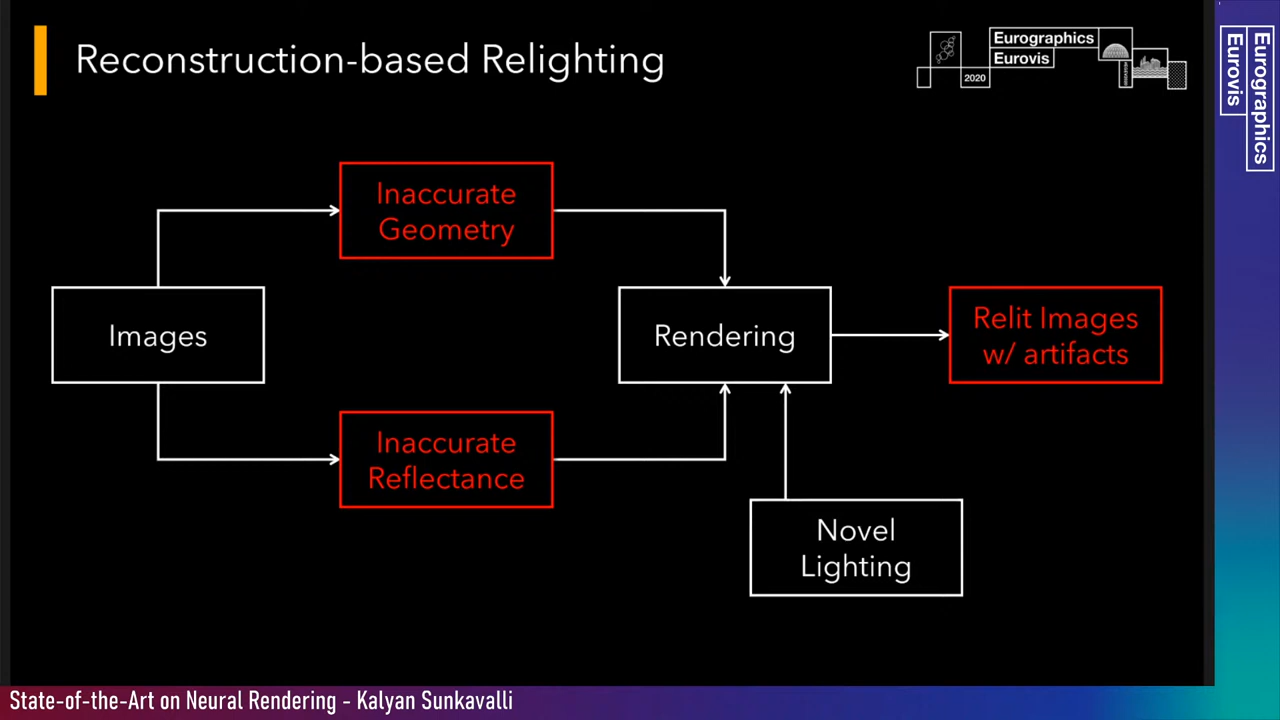 Reconstruction-based Relighting
Eurographics
Eurovis
2020
Eurographics
Eurovis
Inaccurate
Geometry
Images
Rendering
Relit Images
w/ artifacts
Inaccurate
Reflectance
Novel
Lighting
State-of-the-Art on Neural Rendering - Kalyan Sunkavalli